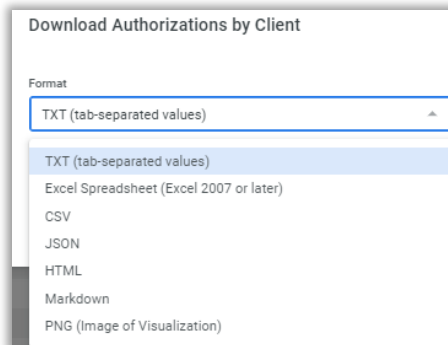 Download Authorizations by Client
Format
TXT (tab-separated values)
TXT (tab-separated values)
Excel Spreadsheet (Excel 2007 or later)
CSV
JSON
HTML
Markdown
PNG (Image of Visualization)